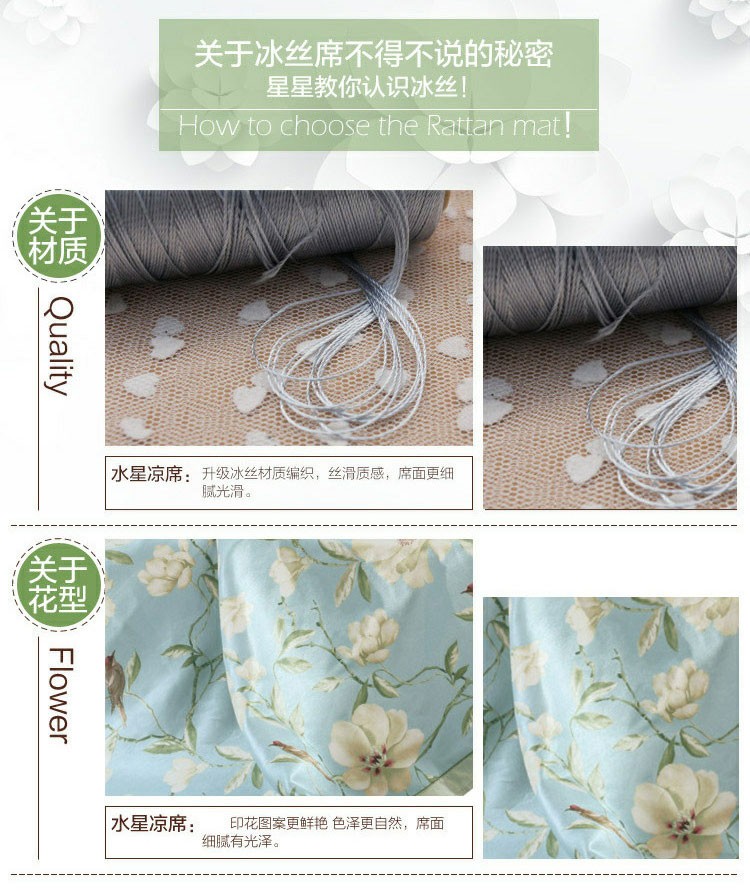 关于冰丝席不得不说的秘密
星星教你认识冰丝!
How to choose the Rattan mat!
关于
材质
Quality
水星凉席：升级冰丝材质编织，丝滑质感，席面更细
腻光滑。
关于
花型
Flower
水星凉席： 印花图案更鲜艳 色泽更自然，席面
细腻有光泽。